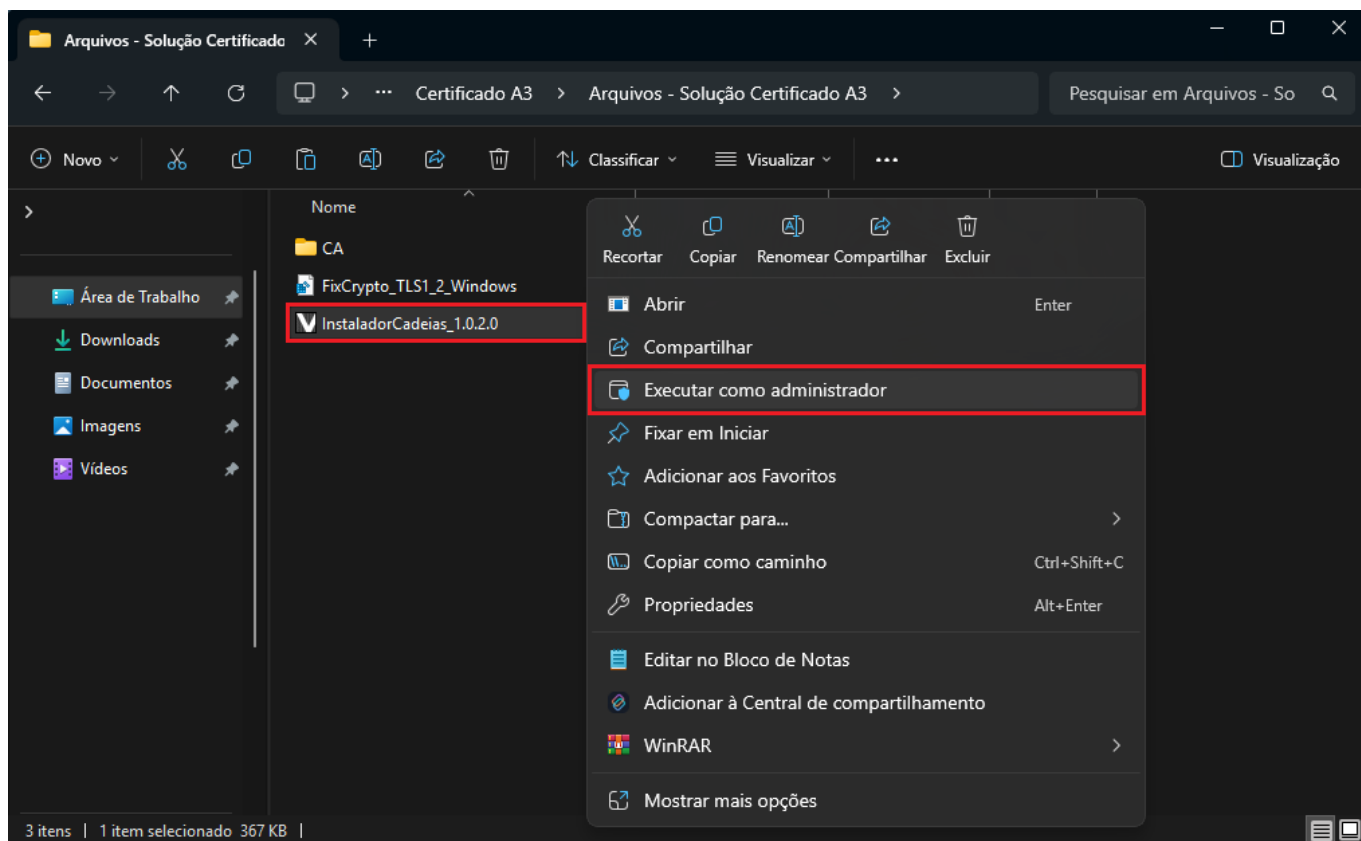 Arquivos - Solução Certificado
Certificado A3 > Arquivos - Solução Certificado A3 >
Pesquisar em Arquivos - So
Novo
Classificar
Visualizar
Visualização
Nome
CA
FixCrypto_TLS1_2_Windows
InstaladorCadeias_1.0.2.0
Área de Trabalho
Downloads
Documentos
Imagens
Vídeos
Recortar Copiar Renomear Compartilhar Excluir
Abrir Enter
Compartilhar
Executar como administrador
Fixar em Iniciar
Adicionar aos Favoritos
Compactar para...
Copiar como caminho Ctrl+Shift+C
Propriedades Alt+Enter
Editar no Bloco de Notas
Adicionar à Central de compartilhamento
WinRAR
Mostrar mais opções
3 itens | 1 item selecionado 367 KB |